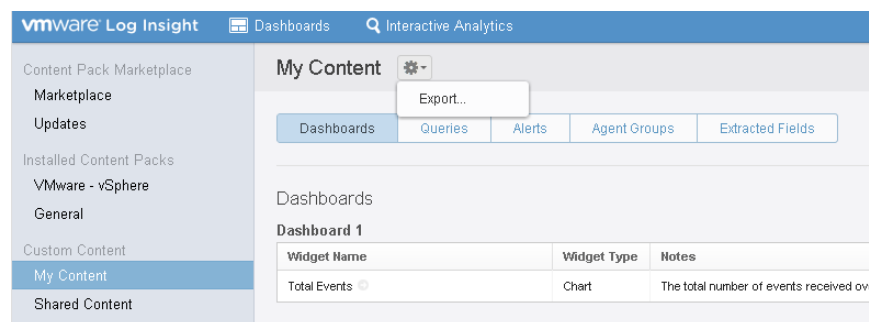 vmware Log Insight Dashboards Interactive Analytics
Content Pack Marketplace
Marketplace
Updates
Installed Content Packs
VMware - vSphere
General
Custom Content
My Content
Shared Content
My Content
Export...
Dashboards Queries Alerts Agent Groups Extracted Fields
Dashboards
Dashboard 1
Widget Name Widget Type Notes
Total Events Chart The total number of events received ov